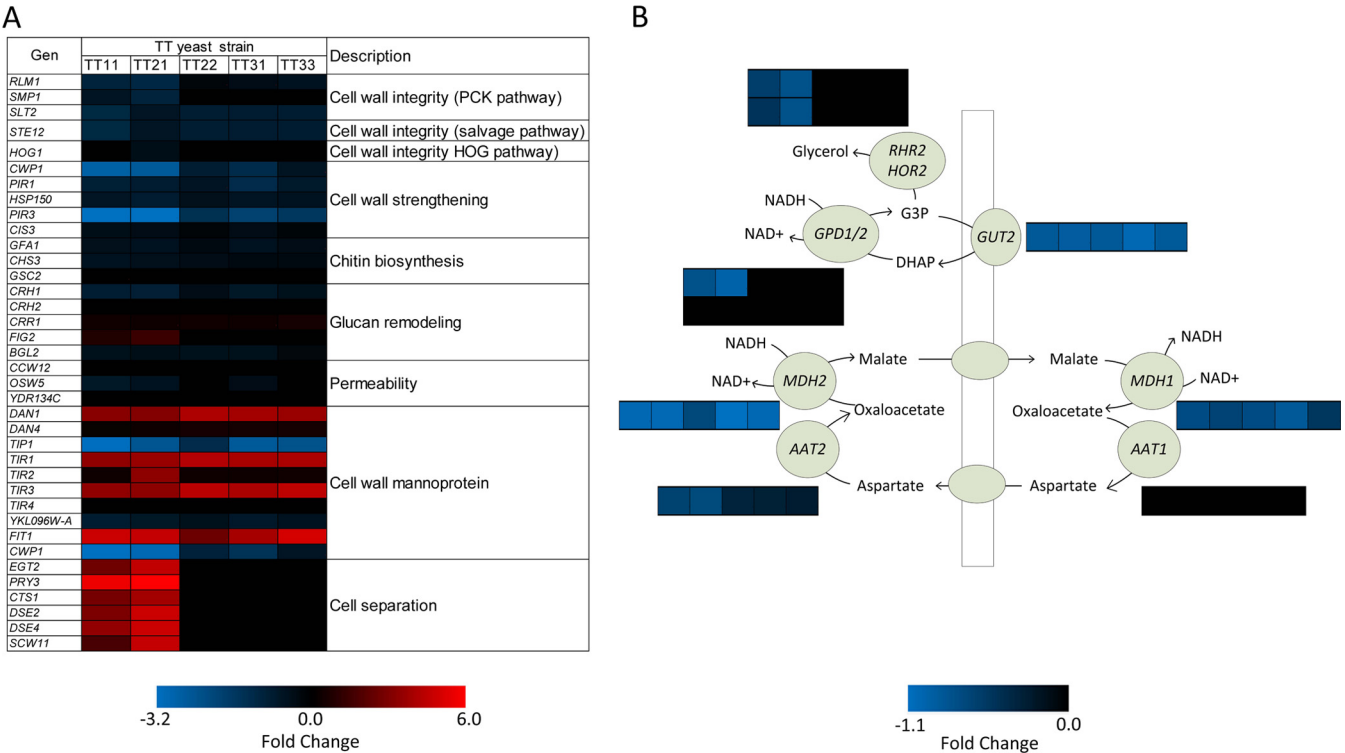 A
Gen
TT yeast strain
Description
TT11 TT21 TT22 TT31 TT33
RLM1
SMP1
SLT2
Cell wall integrity (PCK pathway)
STE12
Cell wall integrity (salvage pathway)
HOG1
Cell wall integrity HOG pathway)
CWP1
PIR1
HSP150
PIR3
CIS3
Cell wall strengthening
GFA1
CHS3
GSC2
Chitin biosynthesis
CRH1
CRH2
CRR1
FIG2
BGL2
Glucan remodeling
CCW12
OSW5
YDR134C
Permeability
DAN1
DAN4
TIP1
TIR1
TIR2
TIR3
TIR4
YKL096W-A
FIT1
CWP1
Cell wall mannoprotein
EGT2
PRY3
CTS1
DSE2
DSE4
SCW11
Cell separation
-3.2 0.0 6.0
Fold Change
B
Glycerol
RHR2
HOR2
NADH
G3P
NAD+
GPD1/2
GUT2
DHAP
NADH
Malate
Malate
NADH
NAD+
MDH2
MDH1
NAD+
Oxaloacetate
Oxaloacetate
AAT2
AAT1
Aspartate
Aspartate
-1.1 0.0
Fold Change